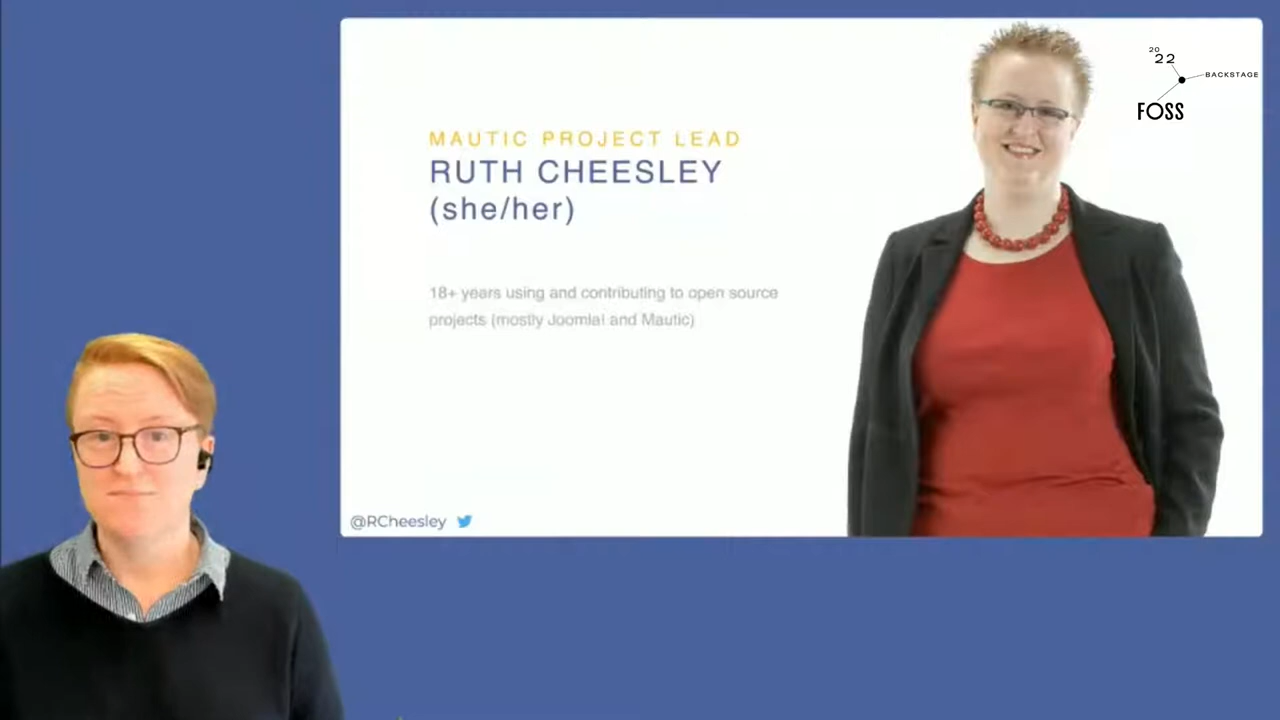 MAUTIC PROJECT LEAD
RUTH CHEESLEY
(she/her)
18+ years using and contributing to open source
projects (mostly Joomla! and Mautic)
@RCheesley
20
22
BACKSTAGE
FOSS